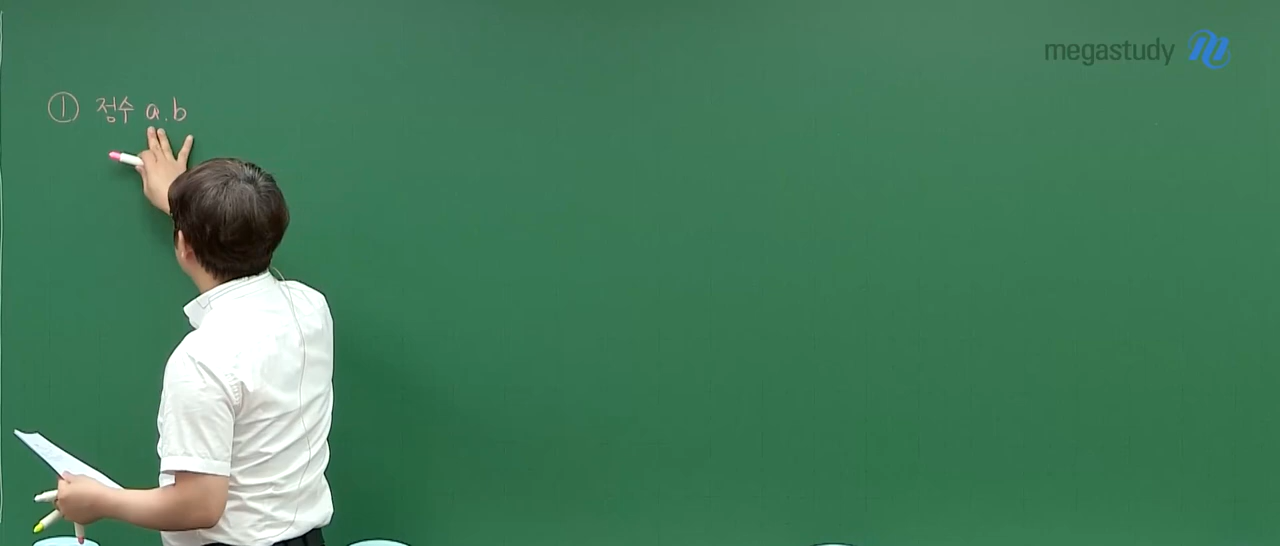 megastudy
① 정수 a.b